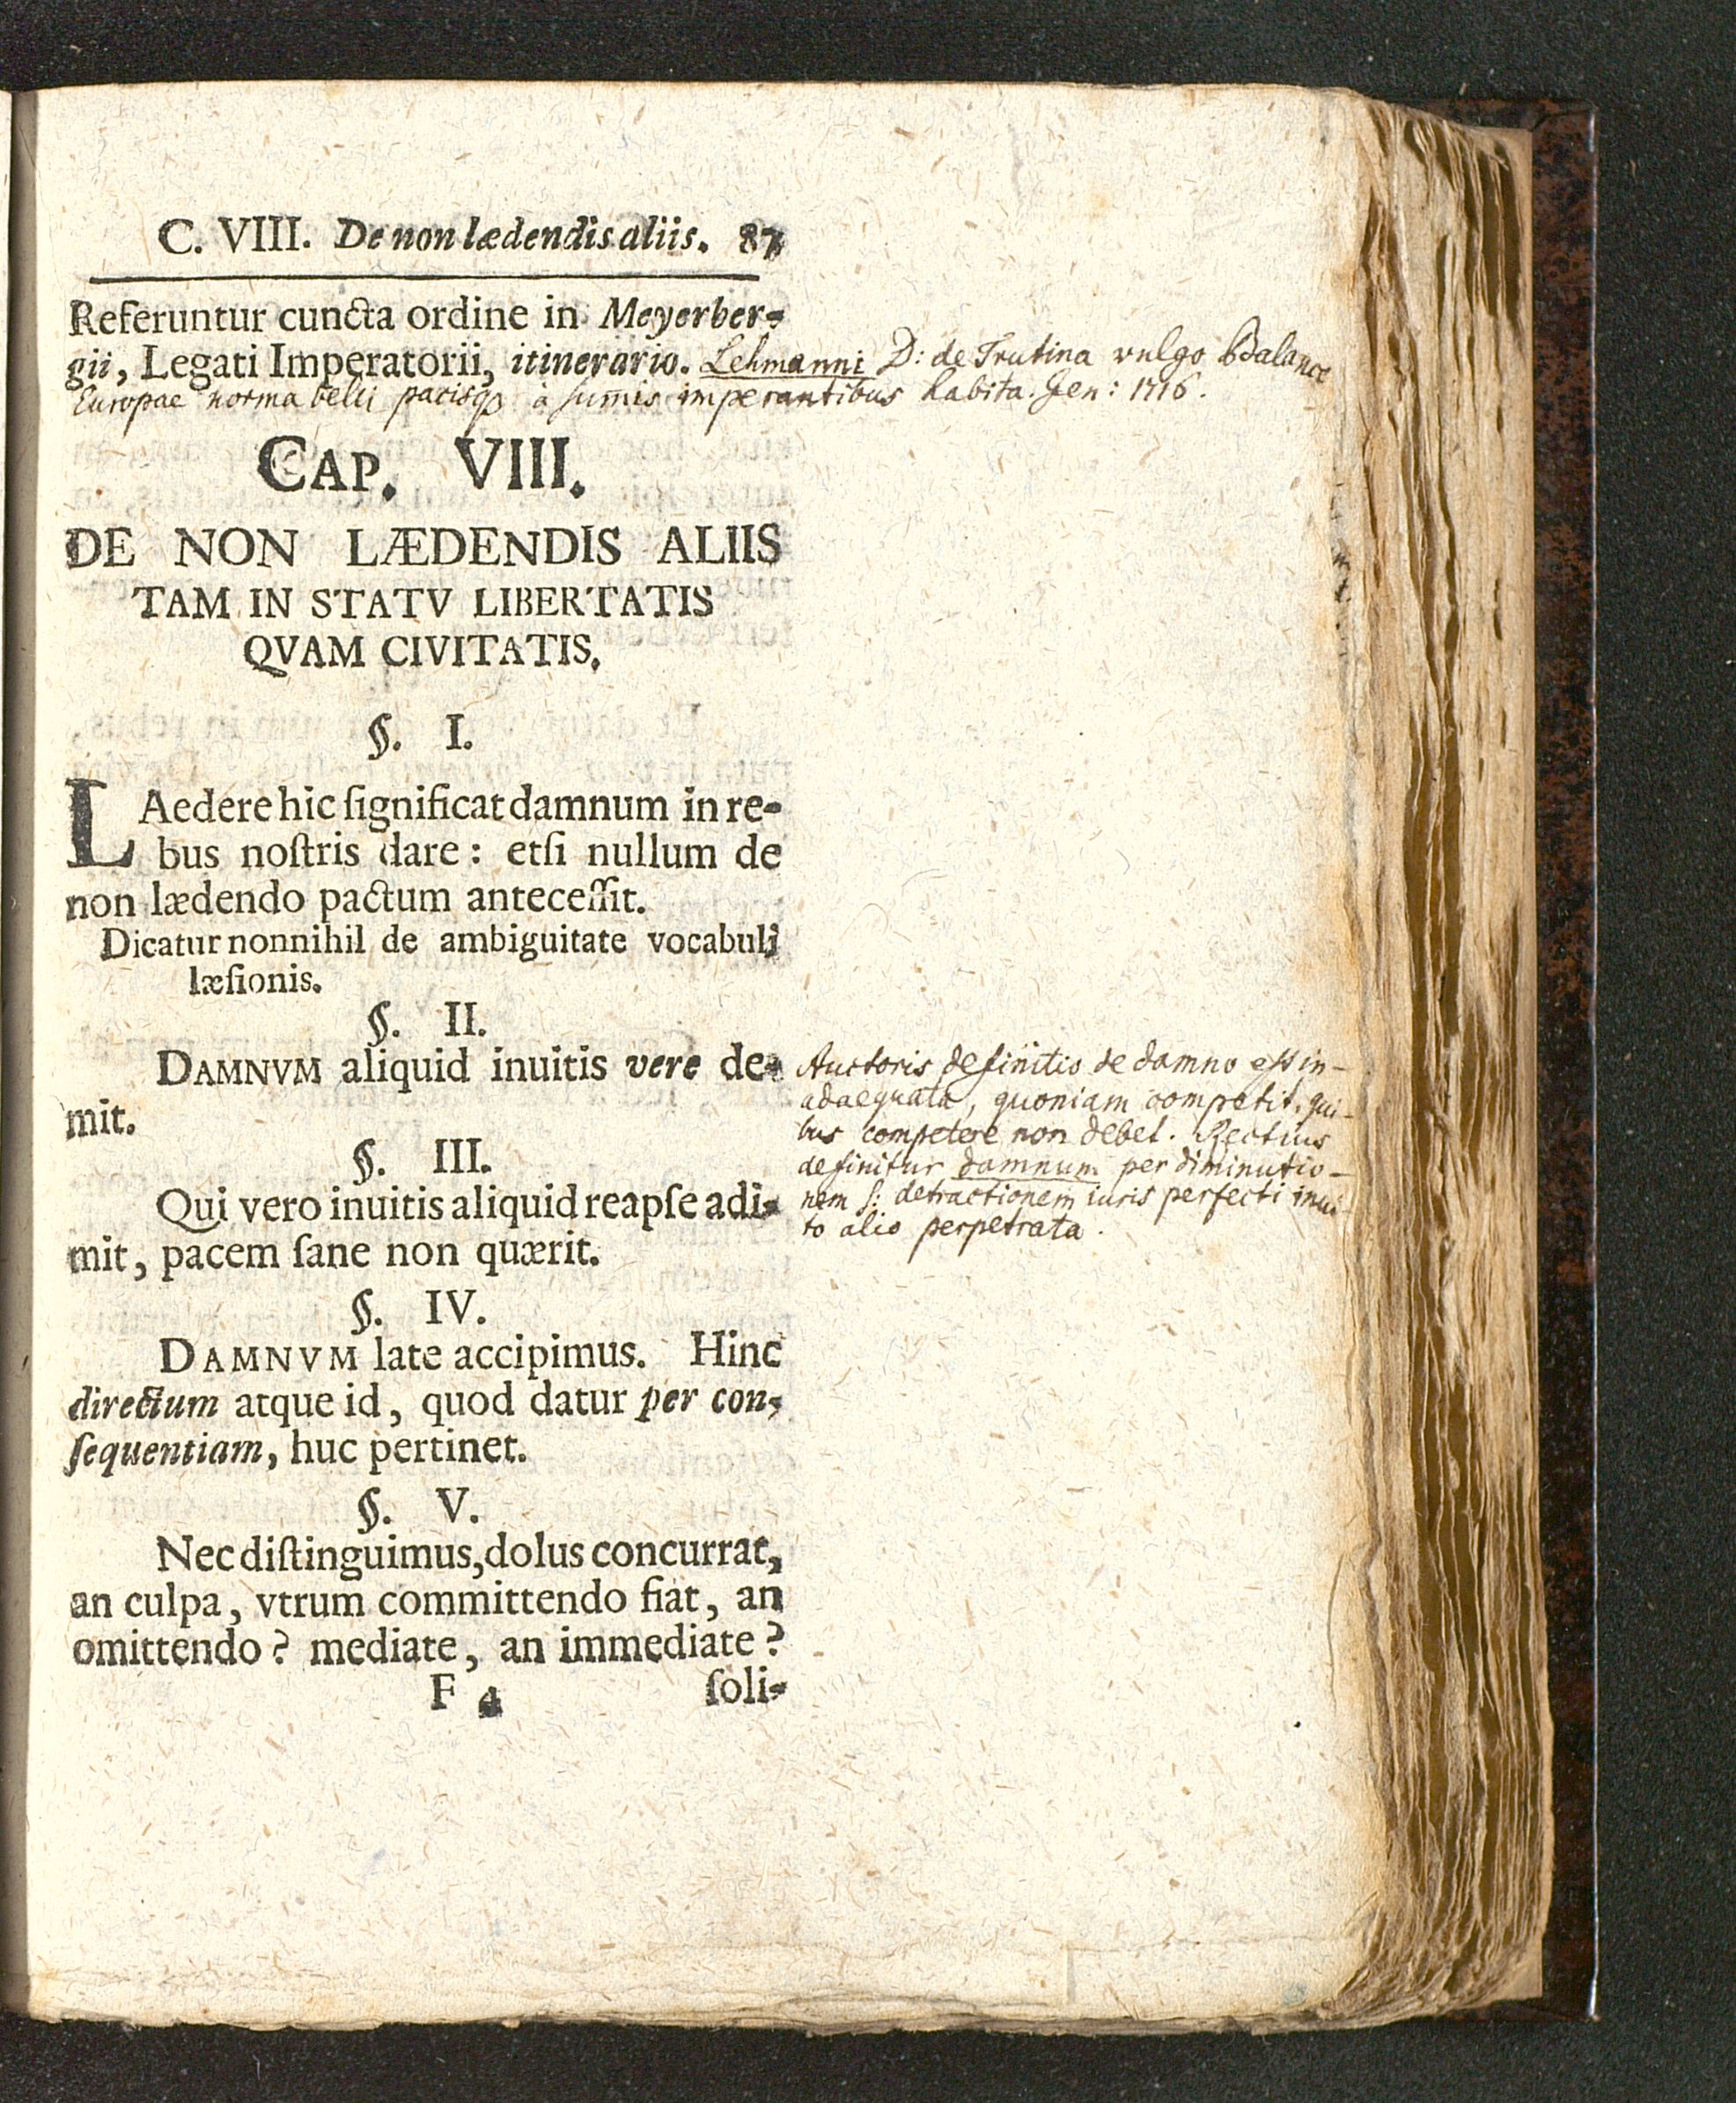 C. VIII. De non lædendis aliis. 87
Referuntur cuncta ordine in Meyerber-
gii, Legati Imperatorii, itinerario. Lehmanni D: de Trutina vulgo Balance
Europae norma belli pacisqz à sum̄is imperantibus habita. Jen: 1716.
CAP. VIII.
DE NON LÆDENDIS ALIIS
TAM IN STATV LIBERTATIS
QVAM CIVITATIS.
§. I.
LAedere hic ſignificat damnum in re-
bus noſtris dare: etſi nullum de
non lædendo pactum anteceſſit.
Dicatur nonnihil de ambiguitate vocabuli
læſionis.
§. II.
DAMNVM aliquid inuitis vere de-
mit.
Auctoris definitio de damno est in-
adaequata, quoniam competit, qui-
bus competere non debet. Rectius
definitur damnum per diminutio-
nem s: detractionem iuris perfecti inui-
to alio perpetrata.
§. III.
Qui vero inuitis aliquid reapſe adi-
mit, pacem ſane non quærit.
§. IV.
DAMNVM late accipimus. Hinc
directum atque id, quod datur per con-
ſequentiam, huc pertinet.
§. V.
Nec diſtinguimus, dolus concurrat,
an culpa, vtrum committendo fiat, an
omittendo? mediate, an immediate?
F 4 ſoli-